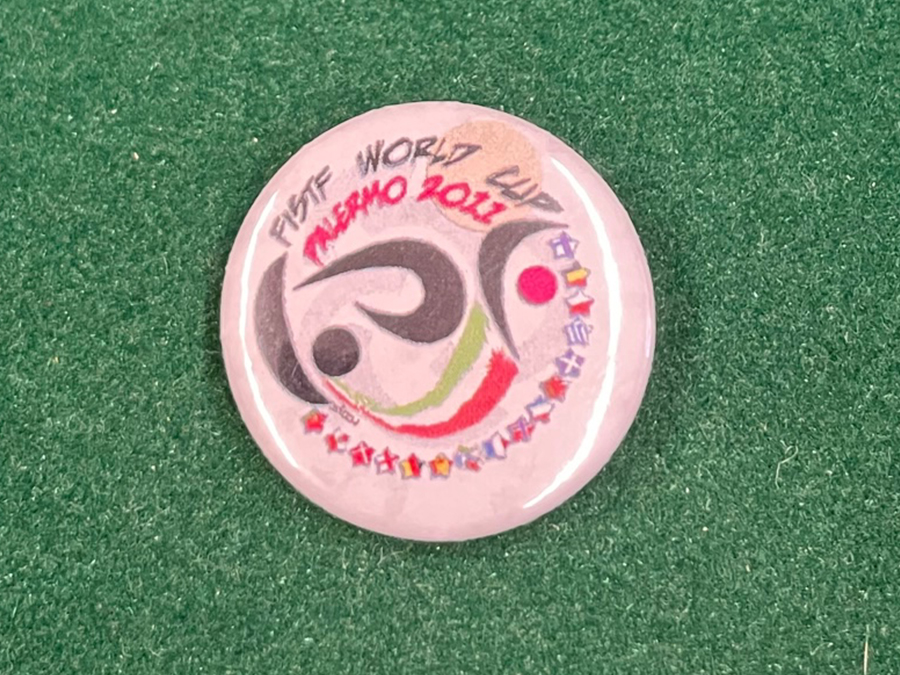 FISTF WORLD CUP
PALERMO 2011